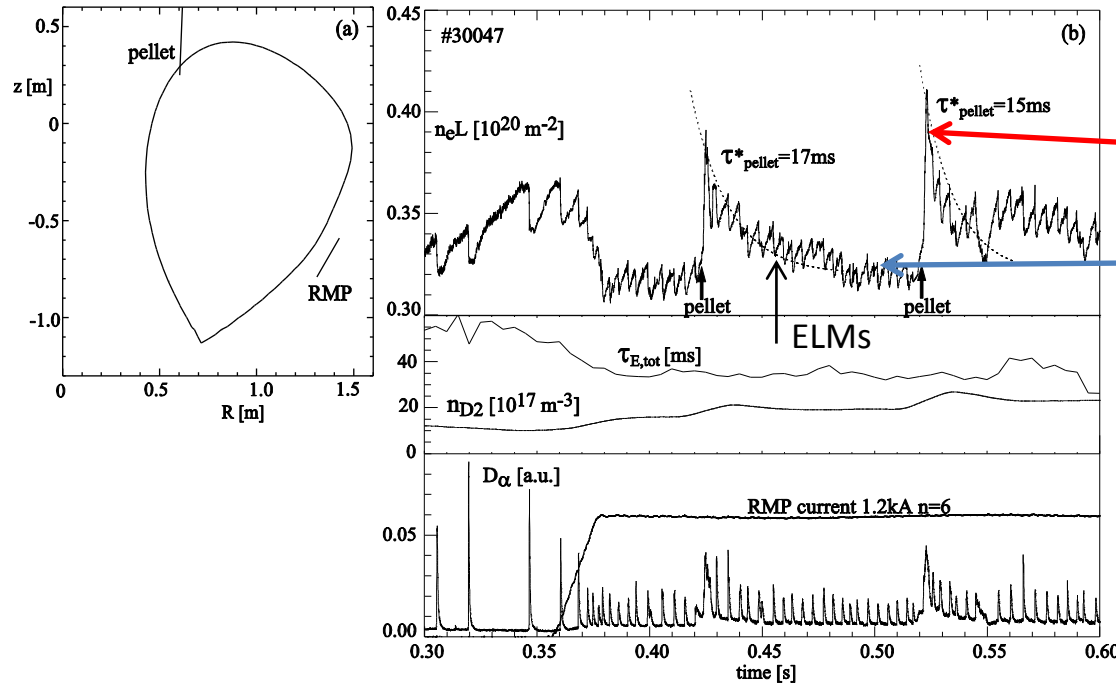 (a)
0.5
pellet
z [m]
0
-0.5
RMP
-1.0
0 0.5 1.0 1.5
R [m]
0.45
#30047
(b)
0.40
n_eL [10^20 m^-2]
τ*_pellet=15ms
τ*_pellet=17ms
0.35
0.30
pellet
pellet
ELMs
τ_E,tot [ms]
40
n_D2 [10^17 m^-3]
20
0
D_α [a.u.]
RMP current 1.2kA n=6
0.05
0.00
0.30 0.35 0.40 0.45 0.50 0.55 0.60
time [s]